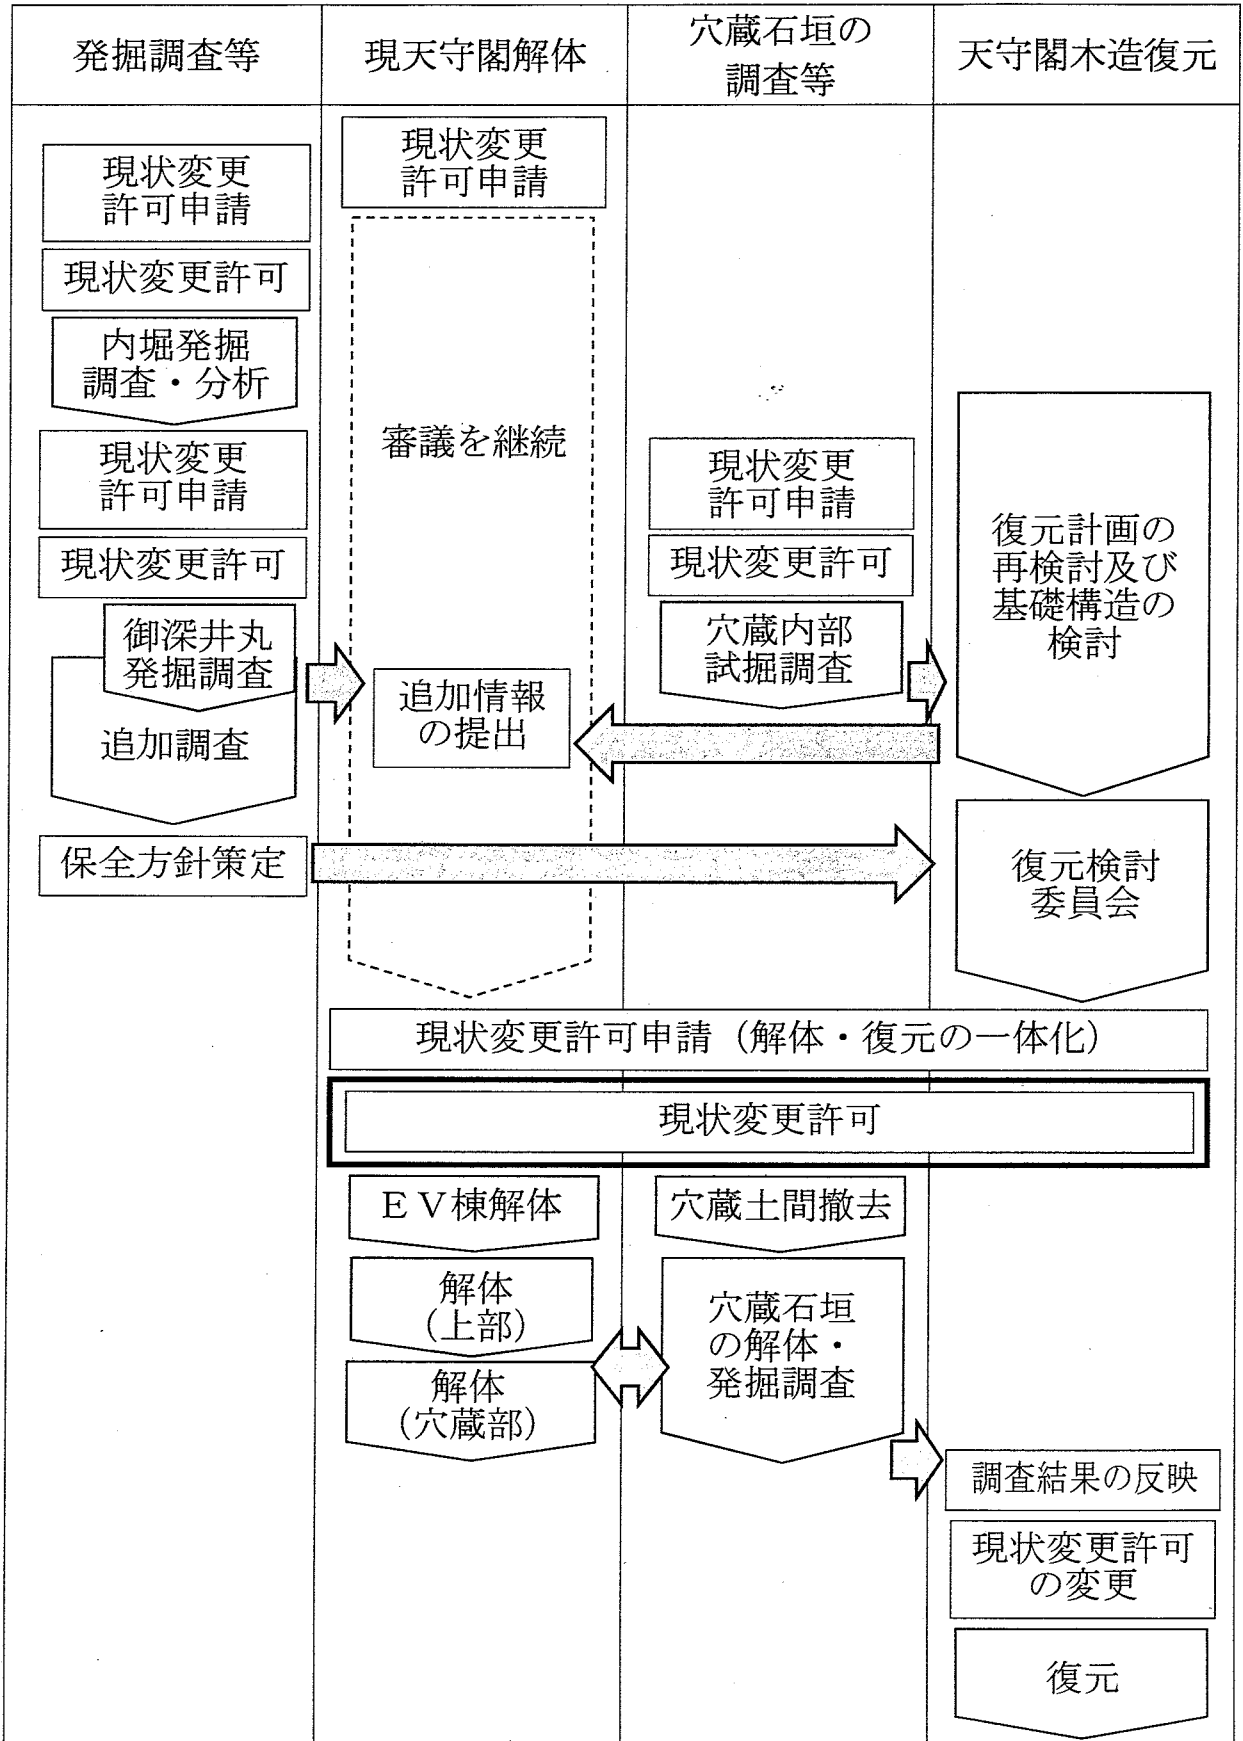 発掘調査等
現天守閣解体
穴蔵石垣の
調査等
天守閣木造復元
現状変更
許可申請
現状変更許可
内堀発掘
調査・分析
現状変更
許可申請
現状変更許可
御深井丸
発掘調査
追加調査
保全方針策定
現状変更
許可申請
審議を継続
追加情報
の提出
現状変更
許可申請
現状変更許可
穴蔵内部
試掘調査
復元計画の
再検討及び
基礎構造の
検討
復元検討
委員会
現状変更許可申請（解体・復元の一体化）
現状変更許可
ＥＶ棟解体
解体
（上部）
解体
（穴蔵部）
穴蔵土間撤去
穴蔵石垣
の解体・
発掘調査
調査結果の反映
現状変更許可
の変更
復元